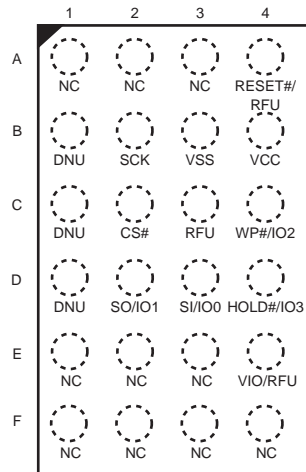 1 2 3 4
A
NC NC NC RESET#/
RFU
B
DNU SCK VSS VCC
C
DNU CS# RFU WP#/IO2
D
DNU SO/IO1 SI/IO0 HOLD#/IO3
E
NC NC NC VIO/RFU
F
NC NC NC NC